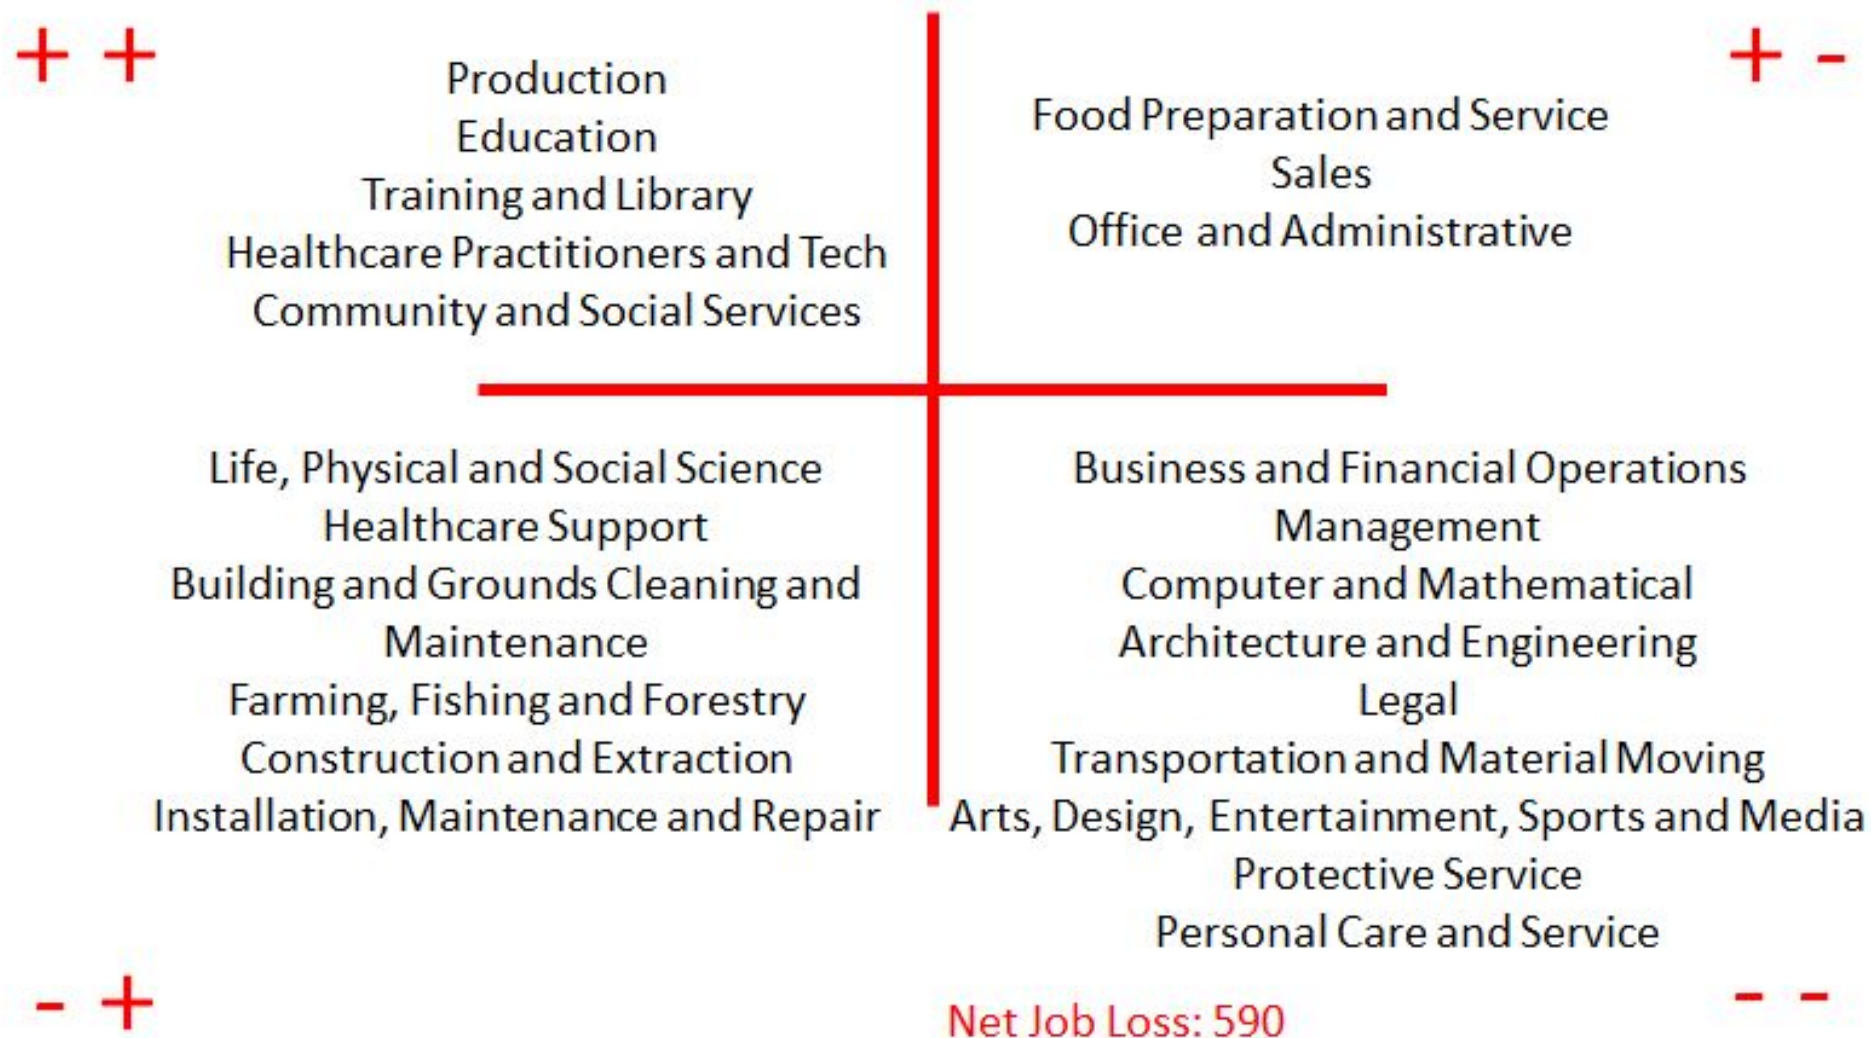 + +
Production
Education
Training and Library
Healthcare Practitioners and Tech
Community and Social Services
+ -
Food Preparation and Service
Sales
Office and Administrative
Life, Physical and Social Science
Healthcare Support
Building and Grounds Cleaning and
Maintenance
Farming, Fishing and Forestry
Construction and Extraction
Installation, Maintenance and Repair
- +
Business and Financial Operations
Management
Computer and Mathematical
Architecture and Engineering
Legal
Transportation and Material Moving
Arts, Design, Entertainment, Sports and Media
Protective Service
Personal Care and Service
- -
Net Job Loss: 590